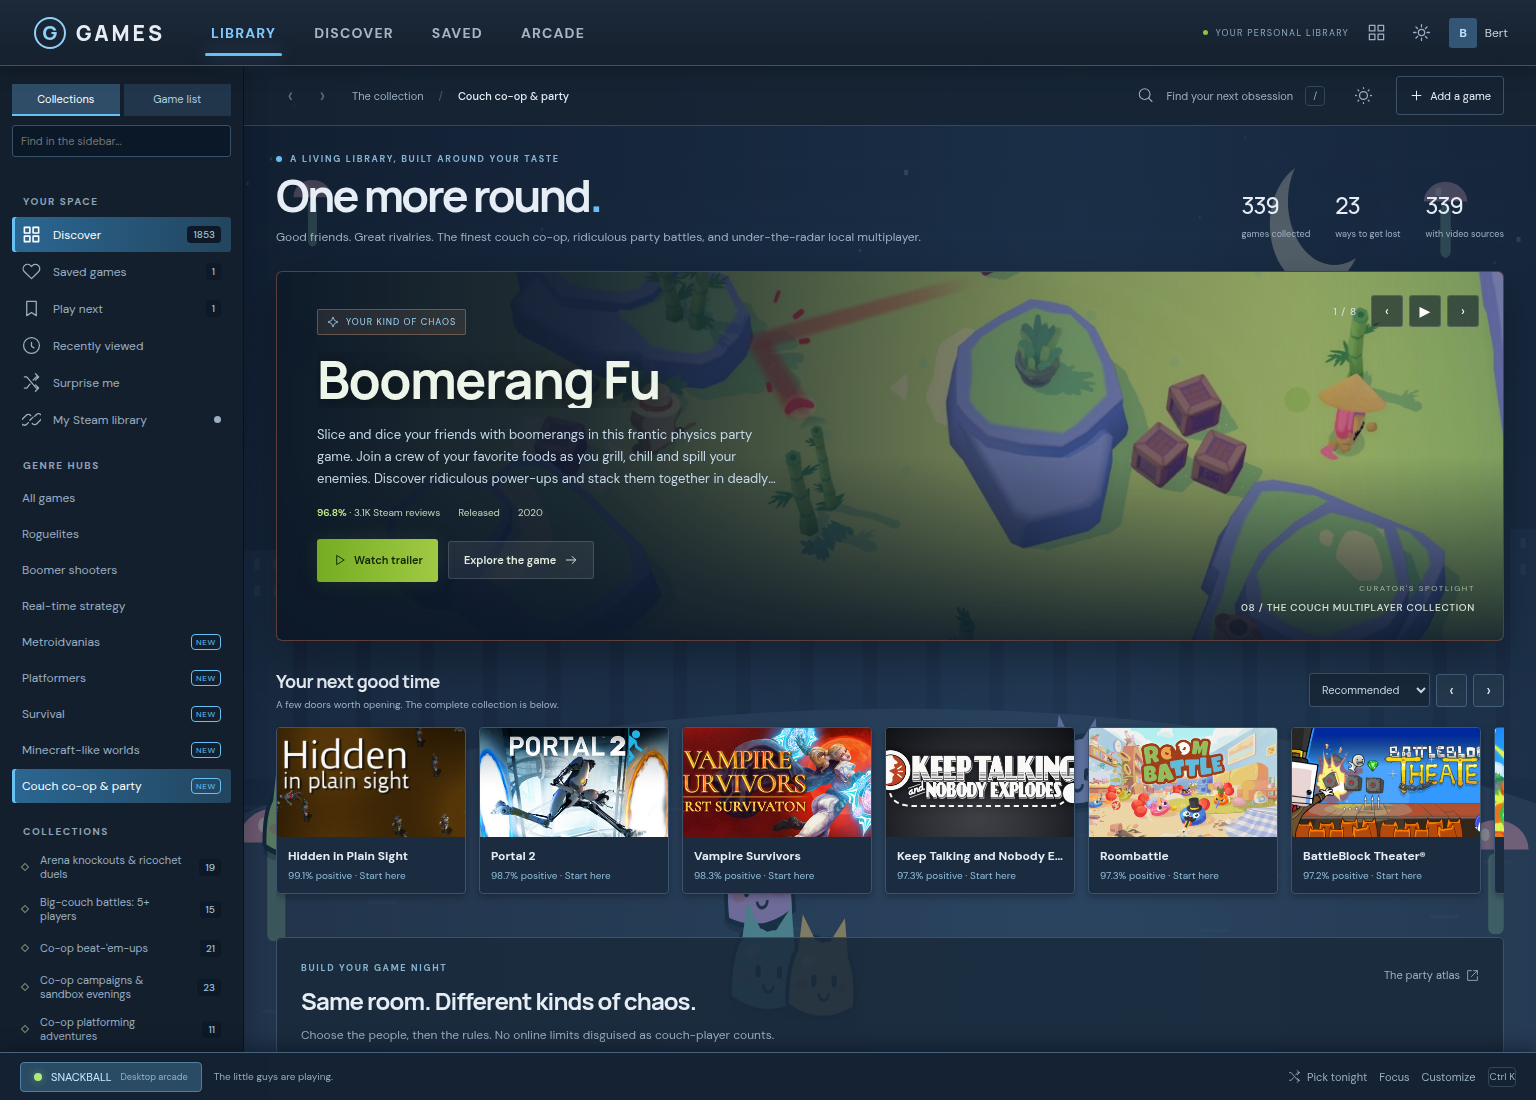 G GAMES
LIBRARY DISCOVER SAVED ARCADE
YOUR PERSONAL LIBRARY
B Bert
Collections Game list
Find in the sidebar...
YOUR SPACE
Discover 1853
Saved games 1
Play next 1
Recently viewed
Surprise me
My Steam library
GENRE HUBS
All games
Roguelites
Boomer shooters
Real-time strategy
Metroidvanias NEW
Platformers NEW
Survival NEW
Minecraft-like worlds NEW
Couch co-op & party NEW
COLLECTIONS
Arena knockouts & ricochet
duels 19
Big-couch battles: 5+
players 15
Co-op beat-'em-ups 21
Co-op campaigns &
sandbox evenings 23
Co-op platforming
adventures 11
‹ › The collection / Couch co-op & party
Find your next obsession /
+ Add a game
A LIVING LIBRARY, BUILT AROUND YOUR TASTE
One more round.
Good friends. Great rivalries. The finest couch co-op, ridiculous party battles, and under-the-radar local multiplayer.
339 23 339
games collected ways to get lost with video sources
YOUR KIND OF CHAOS
1 / 8 ‹ ▶ ›
Boomerang Fu
Slice and dice your friends with boomerangs in this frantic physics party
game. Join a crew of your favorite foods as you grill, chill and spill your
enemies. Discover ridiculous power-ups and stack them together in deadly...
96.8% · 3.1K Steam reviews Released 2020
Watch trailer Explore the game →
CURATOR'S SPOTLIGHT
08 / THE COUCH MULTIPLAYER COLLECTION
Your next good time
A few doors worth opening. The complete collection is below.
Recommended ‹ ›
Hidden
in plain sight
PORTAL 2
VAMPIRE
URVIVORS
RST SURVIVATON
KEEP TALKING
and NOBODY EXPLODES
ROOM
BATTLE
BATTLEBLO
THEATE
Hidden in Plain Sight
99.1% positive · Start here
Portal 2
98.7% positive · Start here
Vampire Survivors
98.3% positive · Start here
Keep Talking and Nobody E...
97.3% positive · Start here
Roombattle
97.3% positive · Start here
BattleBlock Theater®
97.2% positive · Start here
BUILD YOUR GAME NIGHT
Same room. Different kinds of chaos.
Choose the people, then the rules. No online limits disguised as couch-player counts.
The party atlas
SNACKBALL Desktop arcade
The little guys are playing.
Pick tonight Focus Customize Ctrl K